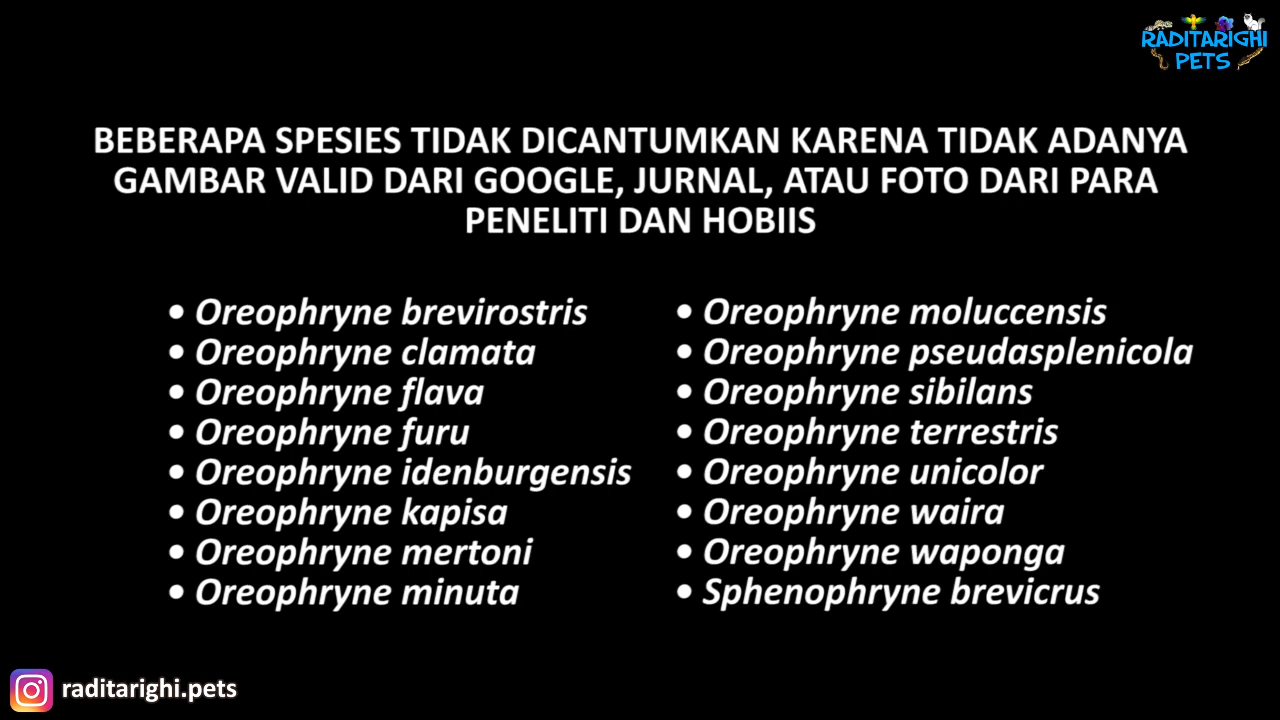 RADITARIGHI
PETS
BEBERAPA SPESIES TIDAK DICANTUMKAN KARENA TIDAK ADANYA
GAMBAR VALID DARI GOOGLE, JURNAL, ATAU FOTO DARI PARA
PENELITI DAN HOBIIS
• Oreophryne brevirostris
• Oreophryne clamata
• Oreophryne flava
• Oreophryne furu
• Oreophryne idenburgensis
• Oreophryne kapisa
• Oreophryne mertoni
• Oreophryne minuta
• Oreophryne moluccensis
• Oreophryne pseudasplenicola
• Oreophryne sibilans
• Oreophryne terrestris
• Oreophryne unicolor
• Oreophryne waira
• Oreophryne waponga
• Sphenophryne brevicrus
raditarighi.pets